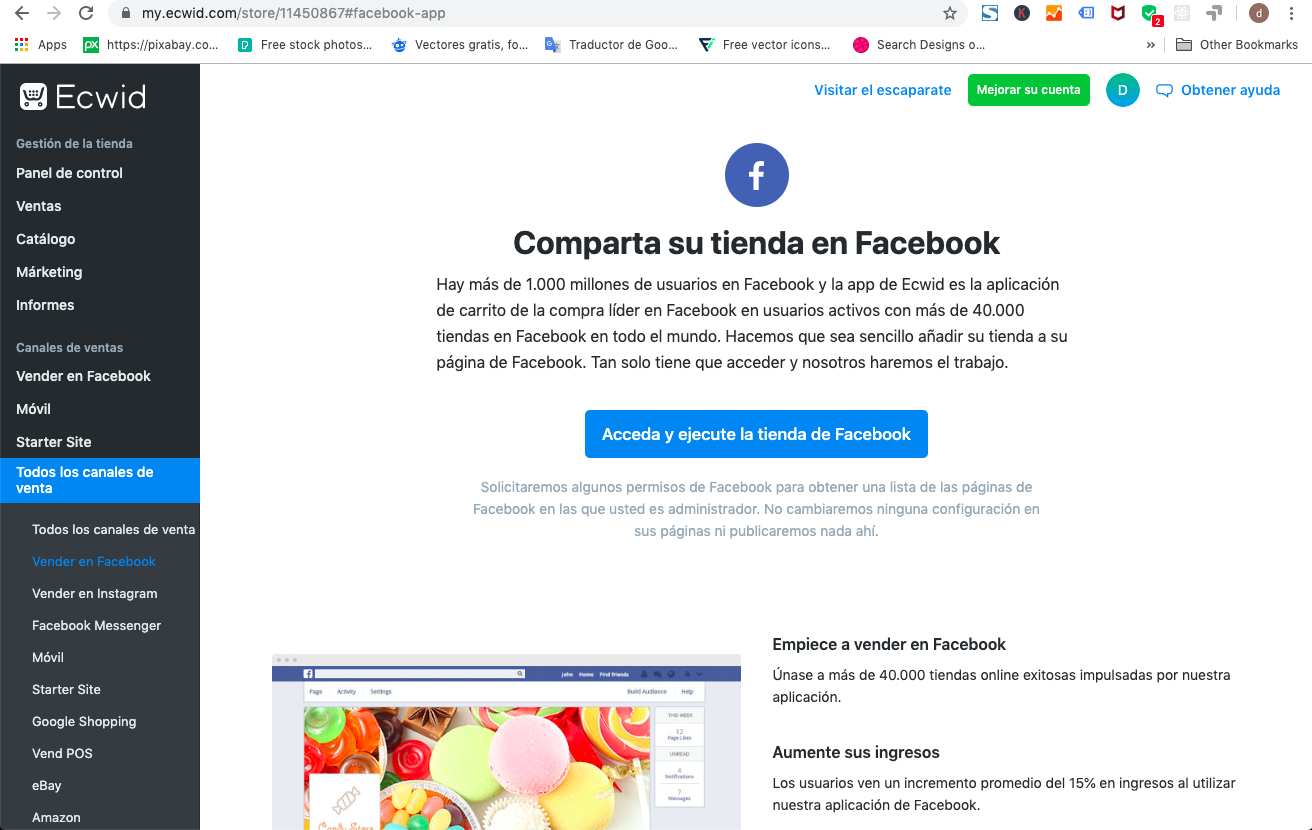 my.ecwid.com/store/11450867#facebook-app
2
d
Apps
https://pixabay.co...
Free stock photos...
Vectores gratis, fo...
Traductor de Goo...
Free vector icons...
Search Designs o...
»
Other Bookmarks
Ecwid
Visitar el escaparate
Mejorar su cuenta
D
Obtener ayuda
Gestión de la tienda
Panel de control
Ventas
Catálogo
Márketing
Informes
Canales de ventas
Vender en Facebook
Móvil
Starter Site
Todos los canales de
venta
Todos los canales de venta
Vender en Facebook
Vender en Instagram
Facebook Messenger
Móvil
Starter Site
Google Shopping
Vend POS
eBay
Amazon
Comparta su tienda en Facebook
Hay más de 1.000 millones de usuarios en Facebook y la app de Ecwid es la aplicación
de carrito de la compra líder en Facebook en usuarios activos con más de 40.000
tiendas en Facebook en todo el mundo. Hacemos que sea sencillo añadir su tienda a su
página de Facebook. Tan solo tiene que acceder y nosotros haremos el trabajo.
Acceda y ejecute la tienda de Facebook
Solicitaremos algunos permisos de Facebook para obtener una lista de las páginas de
Facebook en las que usted es administrador. No cambiaremos ninguna configuración en
sus páginas ni publicaremos nada ahí.
John Home Find friends
Page Activity Settings Build Audience Help
THIS WEEK
12
Page Likes
UNREAD
4
Notifications
7
Messages
Candy Store
Empiece a vender en Facebook
Únase a más de 40.000 tiendas online exitosas impulsadas por nuestra
aplicación.
Aumente sus ingresos
Los usuarios ven un incremento promedio del 15% en ingresos al utilizar
nuestra aplicación de Facebook.